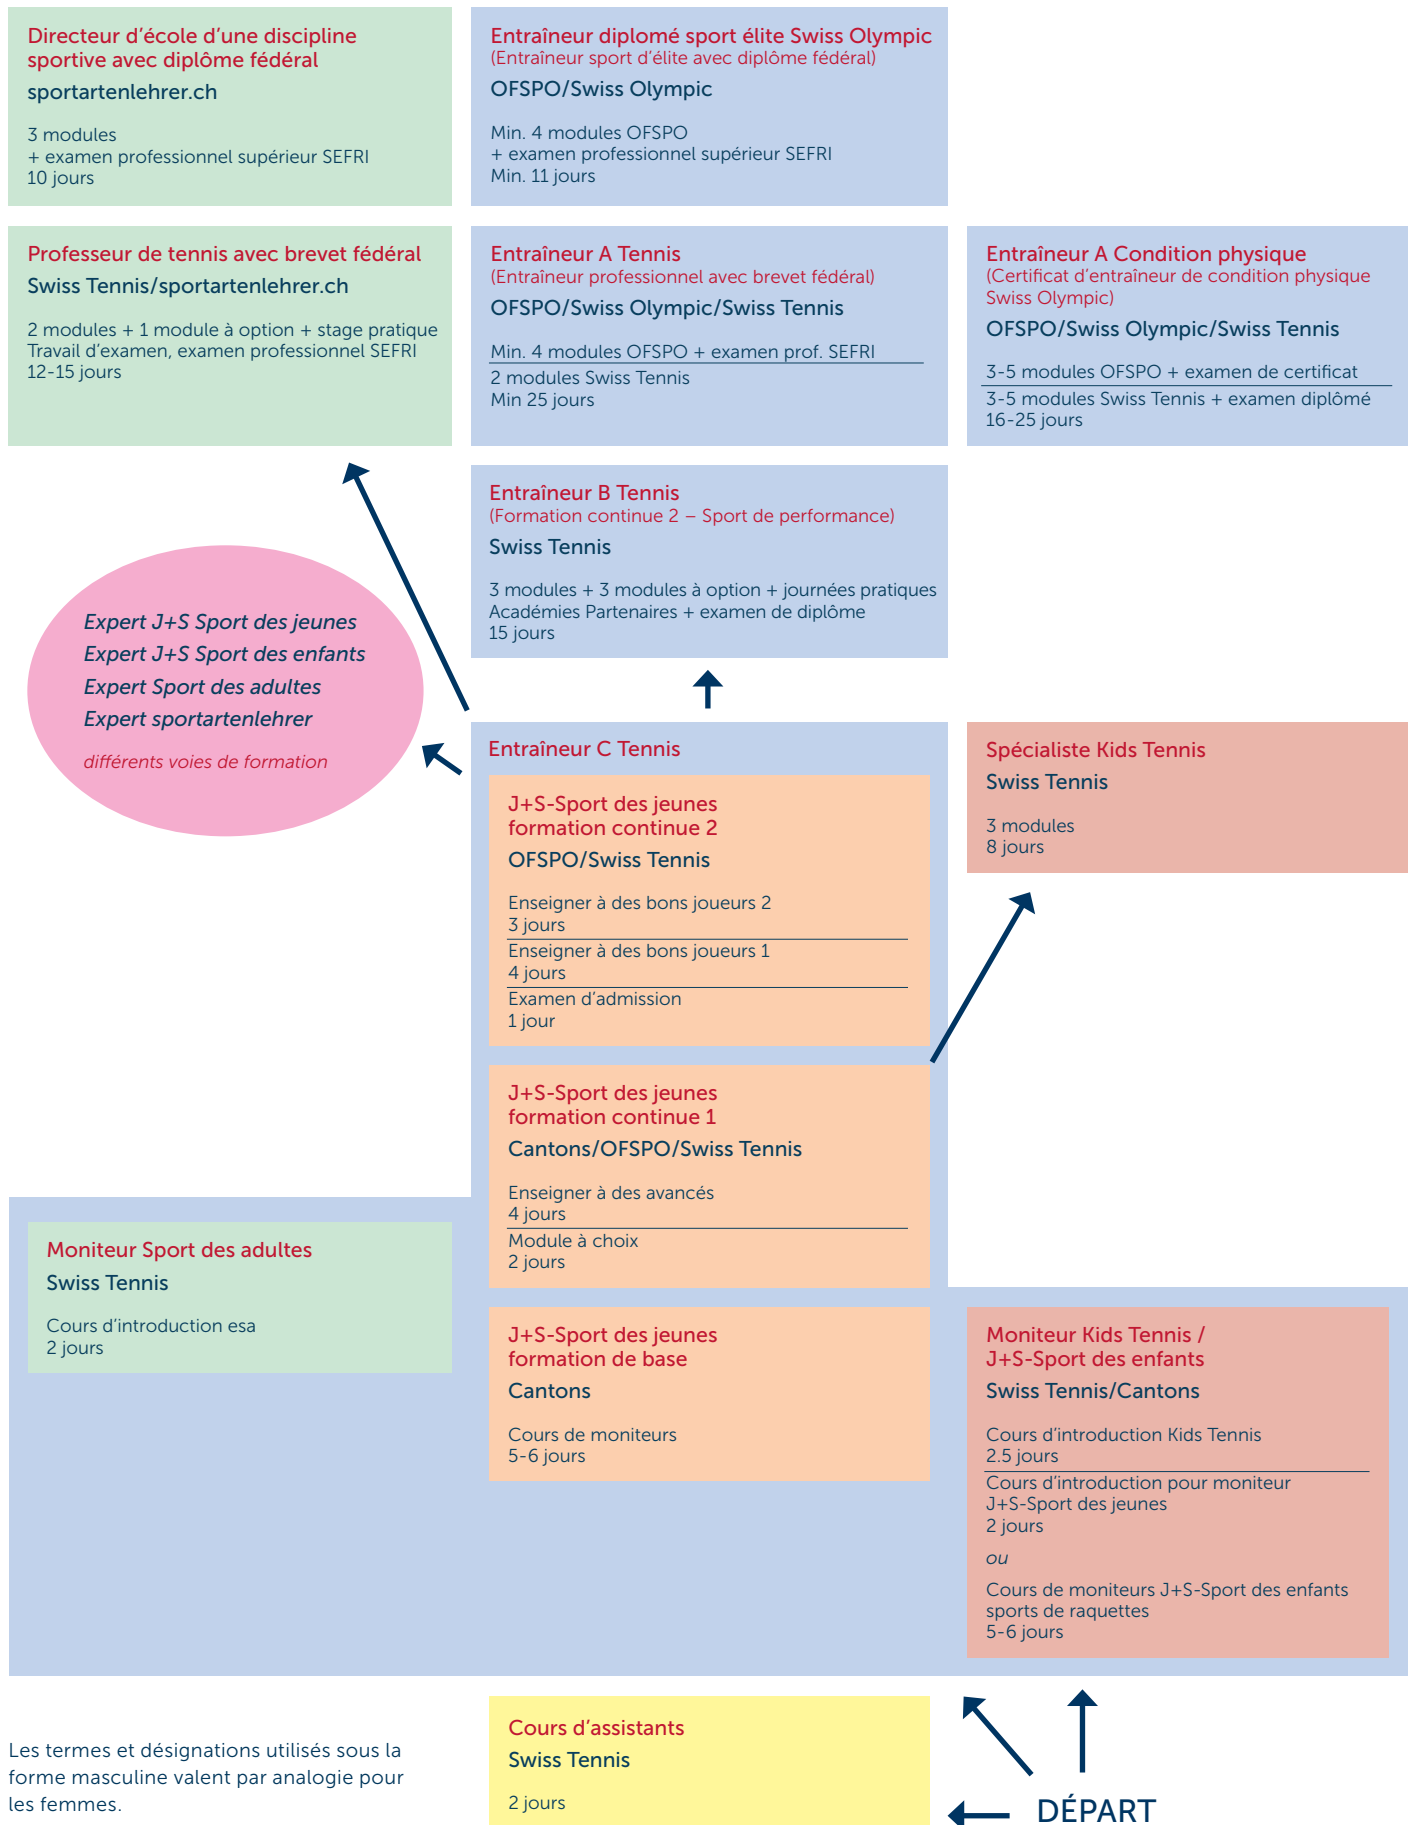 Directeur d'école d'une discipline
sportive avec diplôme fédéral
sportartenlehrer.ch
3 modules
+ examen professionnel supérieur SEFRI
10 jours
Entraîneur diplomé sport élite Swiss Olympic
(Entraîneur sport d'élite avec diplôme fédéral)
OFSPO/Swiss Olympic
Min. 4 modules OFSPO
+ examen professionnel supérieur SEFRI
Min. 11 jours
Professeur de tennis avec brevet fédéral
Swiss Tennis/sportartenlehrer.ch
2 modules + 1 module à option + stage pratique
Travail d'examen, examen professionnel SEFRI
12-15 jours
Entraîneur A Tennis
(Entraîneur professionnel avec brevet fédéral)
OFSPO/Swiss Olympic/Swiss Tennis
Min. 4 modules OFSPO + examen prof. SEFRI
2 modules Swiss Tennis
Min 25 jours
Entraîneur A Condition physique
(Certificat d'entraîneur de condition physique
Swiss Olympic)
OFSPO/Swiss Olympic/Swiss Tennis
3-5 modules OFSPO + examen de certificat
3-5 modules Swiss Tennis + examen diplômé
16-25 jours
Entraîneur B Tennis
(Formation continue 2 – Sport de performance)
Swiss Tennis
3 modules + 3 modules à option + journées pratiques
Académies Partenaires + examen de diplôme
15 jours
Expert J+S Sport des jeunes
Expert J+S Sport des enfants
Expert Sport des adultes
Expert sportartenlehrer
différents voies de formation
Entraîneur C Tennis
J+S-Sport des jeunes
formation continue 2
OFSPO/Swiss Tennis
Enseigner à des bons joueurs 2
3 jours
Enseigner à des bons joueurs 1
4 jours
Examen d'admission
1 jour
Spécialiste Kids Tennis
Swiss Tennis
3 modules
8 jours
J+S-Sport des jeunes
formation continue 1
Cantons/OFSPO/Swiss Tennis
Enseigner à des avancés
4 jours
Module à choix
2 jours
Moniteur Sport des adultes
Swiss Tennis
Cours d'introduction esa
2 jours
J+S-Sport des jeunes
formation de base
Cantons
Cours de moniteurs
5-6 jours
Moniteur Kids Tennis /
J+S-Sport des enfants
Swiss Tennis/Cantons
Cours d'introduction Kids Tennis
2.5 jours
Cours d'introduction pour moniteur
J+S-Sport des jeunes
2 jours
ou
Cours de moniteurs J+S-Sport des enfants
sports de raquettes
5-6 jours
Les termes et désignations utilisés sous la
forme masculine valent par analogie pour
les femmes.
Cours d'assistants
Swiss Tennis
2 jours
DÉPART